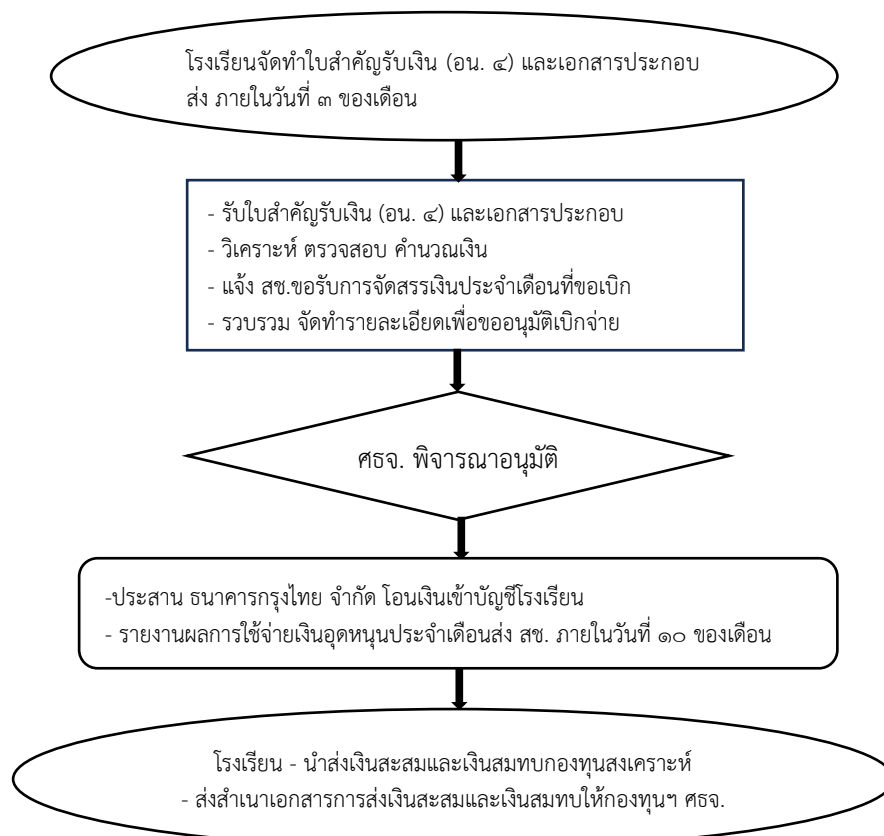 โรงเรียนจัดทำใบสำคัญรับเงิน (อน. ๔) และเอกสารประกอบ
ส่ง ภายในวันที่ ๓ ของเดือน
- รับใบสำคัญรับเงิน (อน. ๔) และเอกสารประกอบ
- วิเคราะห์ ตรวจสอบ คำนวณเงิน
- แจ้ง สช.ขอรับการจัดสรรเงินประจำเดือนที่ขอเบิก
- รวบรวม จัดทำรายละเอียดเพื่อขออนุมัติเบิกจ่าย
ศธจ. พิจารณาอนุมัติ
-ประสาน ธนาคารกรุงไทย จำกัด โอนเงินเข้าบัญชีโรงเรียน
- รายงานผลการใช้จ่ายเงินอุดหนุนประจำเดือนส่ง สช. ภายในวันที่ ๑๐ ของเดือน
โรงเรียน - นำส่งเงินสะสมและเงินสมทบกองทุนสงเคราะห์
- ส่งสำเนาเอกสารการส่งเงินสะสมและเงินสมทบให้กองทุนฯ ศธจ.